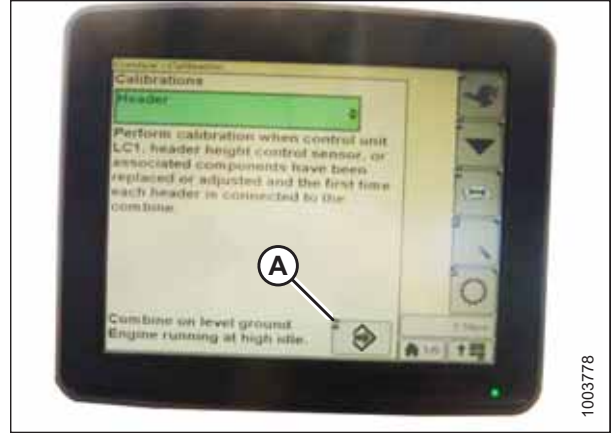 Combine - Calibration
Calibrations
Header
Perform calibration when control unit
LC1, header height control sensor, or
associated components have been
replaced or adjusted and the first time
each header is connected to the
combine.
A
Combine on level ground.
Engine running at high idle.
1003778